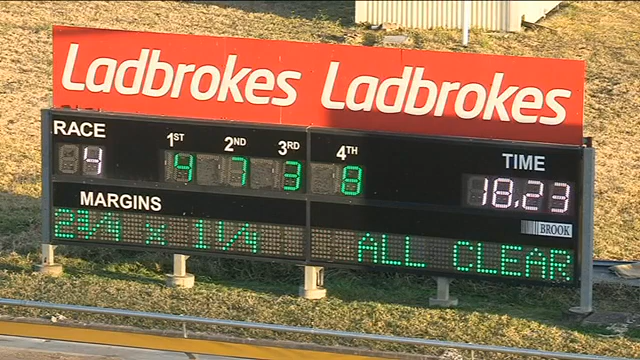 Ladbrokes Ladbrokes
RACE 1ST 2ND 3RD 4TH TIME
1 4 7 3 8 18.23
MARGINS BROOK
2 3/4 x 1 1/4 ALL CLEAR